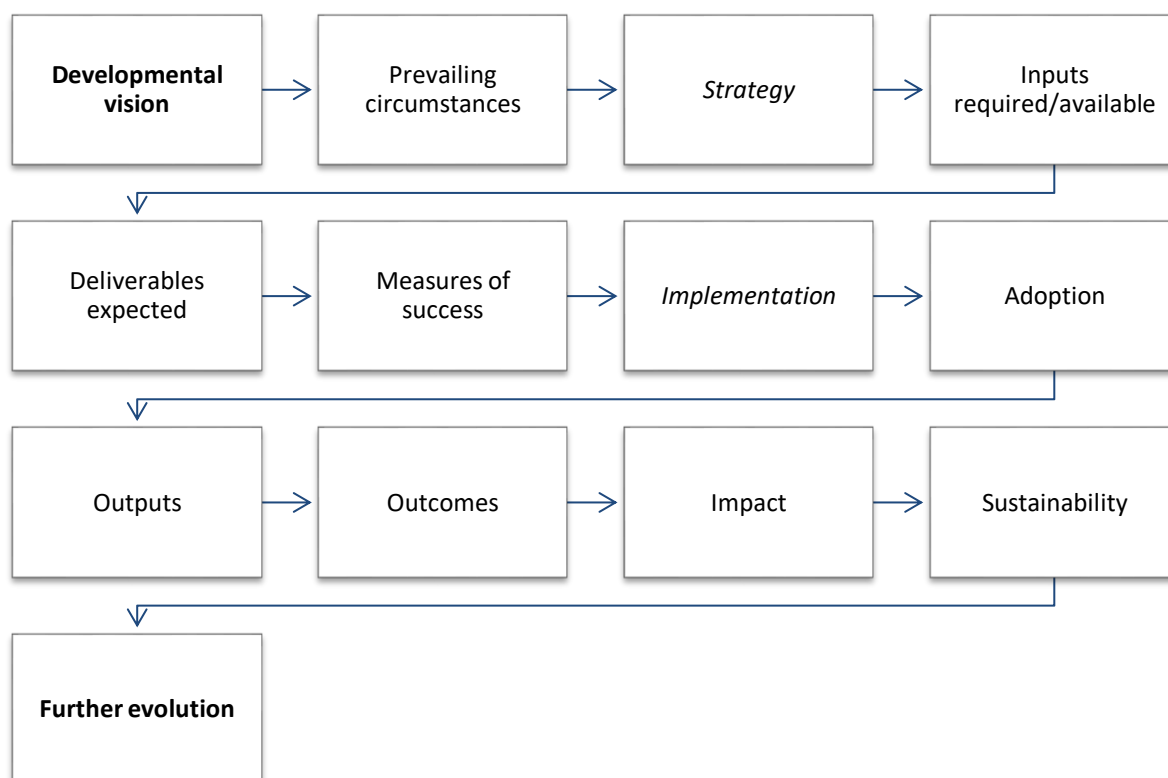 Developmental
vision
Prevailing
circumstances
Strategy
Inputs
required/available
Deliverables
expected
Measures of
success
Implementation
Adoption
Outputs
Outcomes
Impact
Sustainability
Further evolution